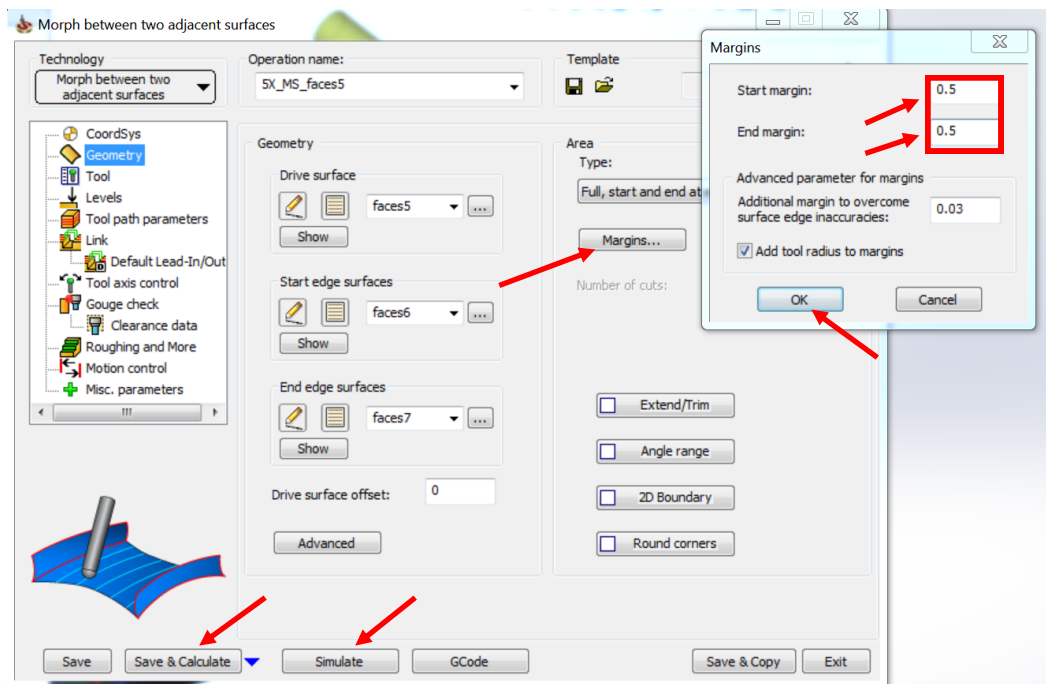 Morph between two adjacent surfaces
Technology
Morph between two
adjacent surfaces
Operation name:
5X_MS_faces5
Template
CoordSys
Geometry
Tool
Levels
Tool path parameters
Link
Default Lead-In/Out
Tool axis control
Gouge check
Clearance data
Roughing and More
Motion control
Misc. parameters
Geometry
Drive surface
faces5
...
Show
Start edge surfaces
faces6
...
Show
End edge surfaces
faces7
...
Show
Drive surface offset:
0
Advanced
Area
Type:
Full, start and end at
Margins...
Number of cuts:
Extend/Trim
Angle range
2D Boundary
Round corners
Margins
Start margin:
0.5
End margin:
0.5
Advanced parameter for margins
Additional margin to overcome
surface edge inaccuracies:
0.03
Add tool radius to margins
OK
Cancel
Save
Save & Calculate
Simulate
GCode
Save & Copy
Exit